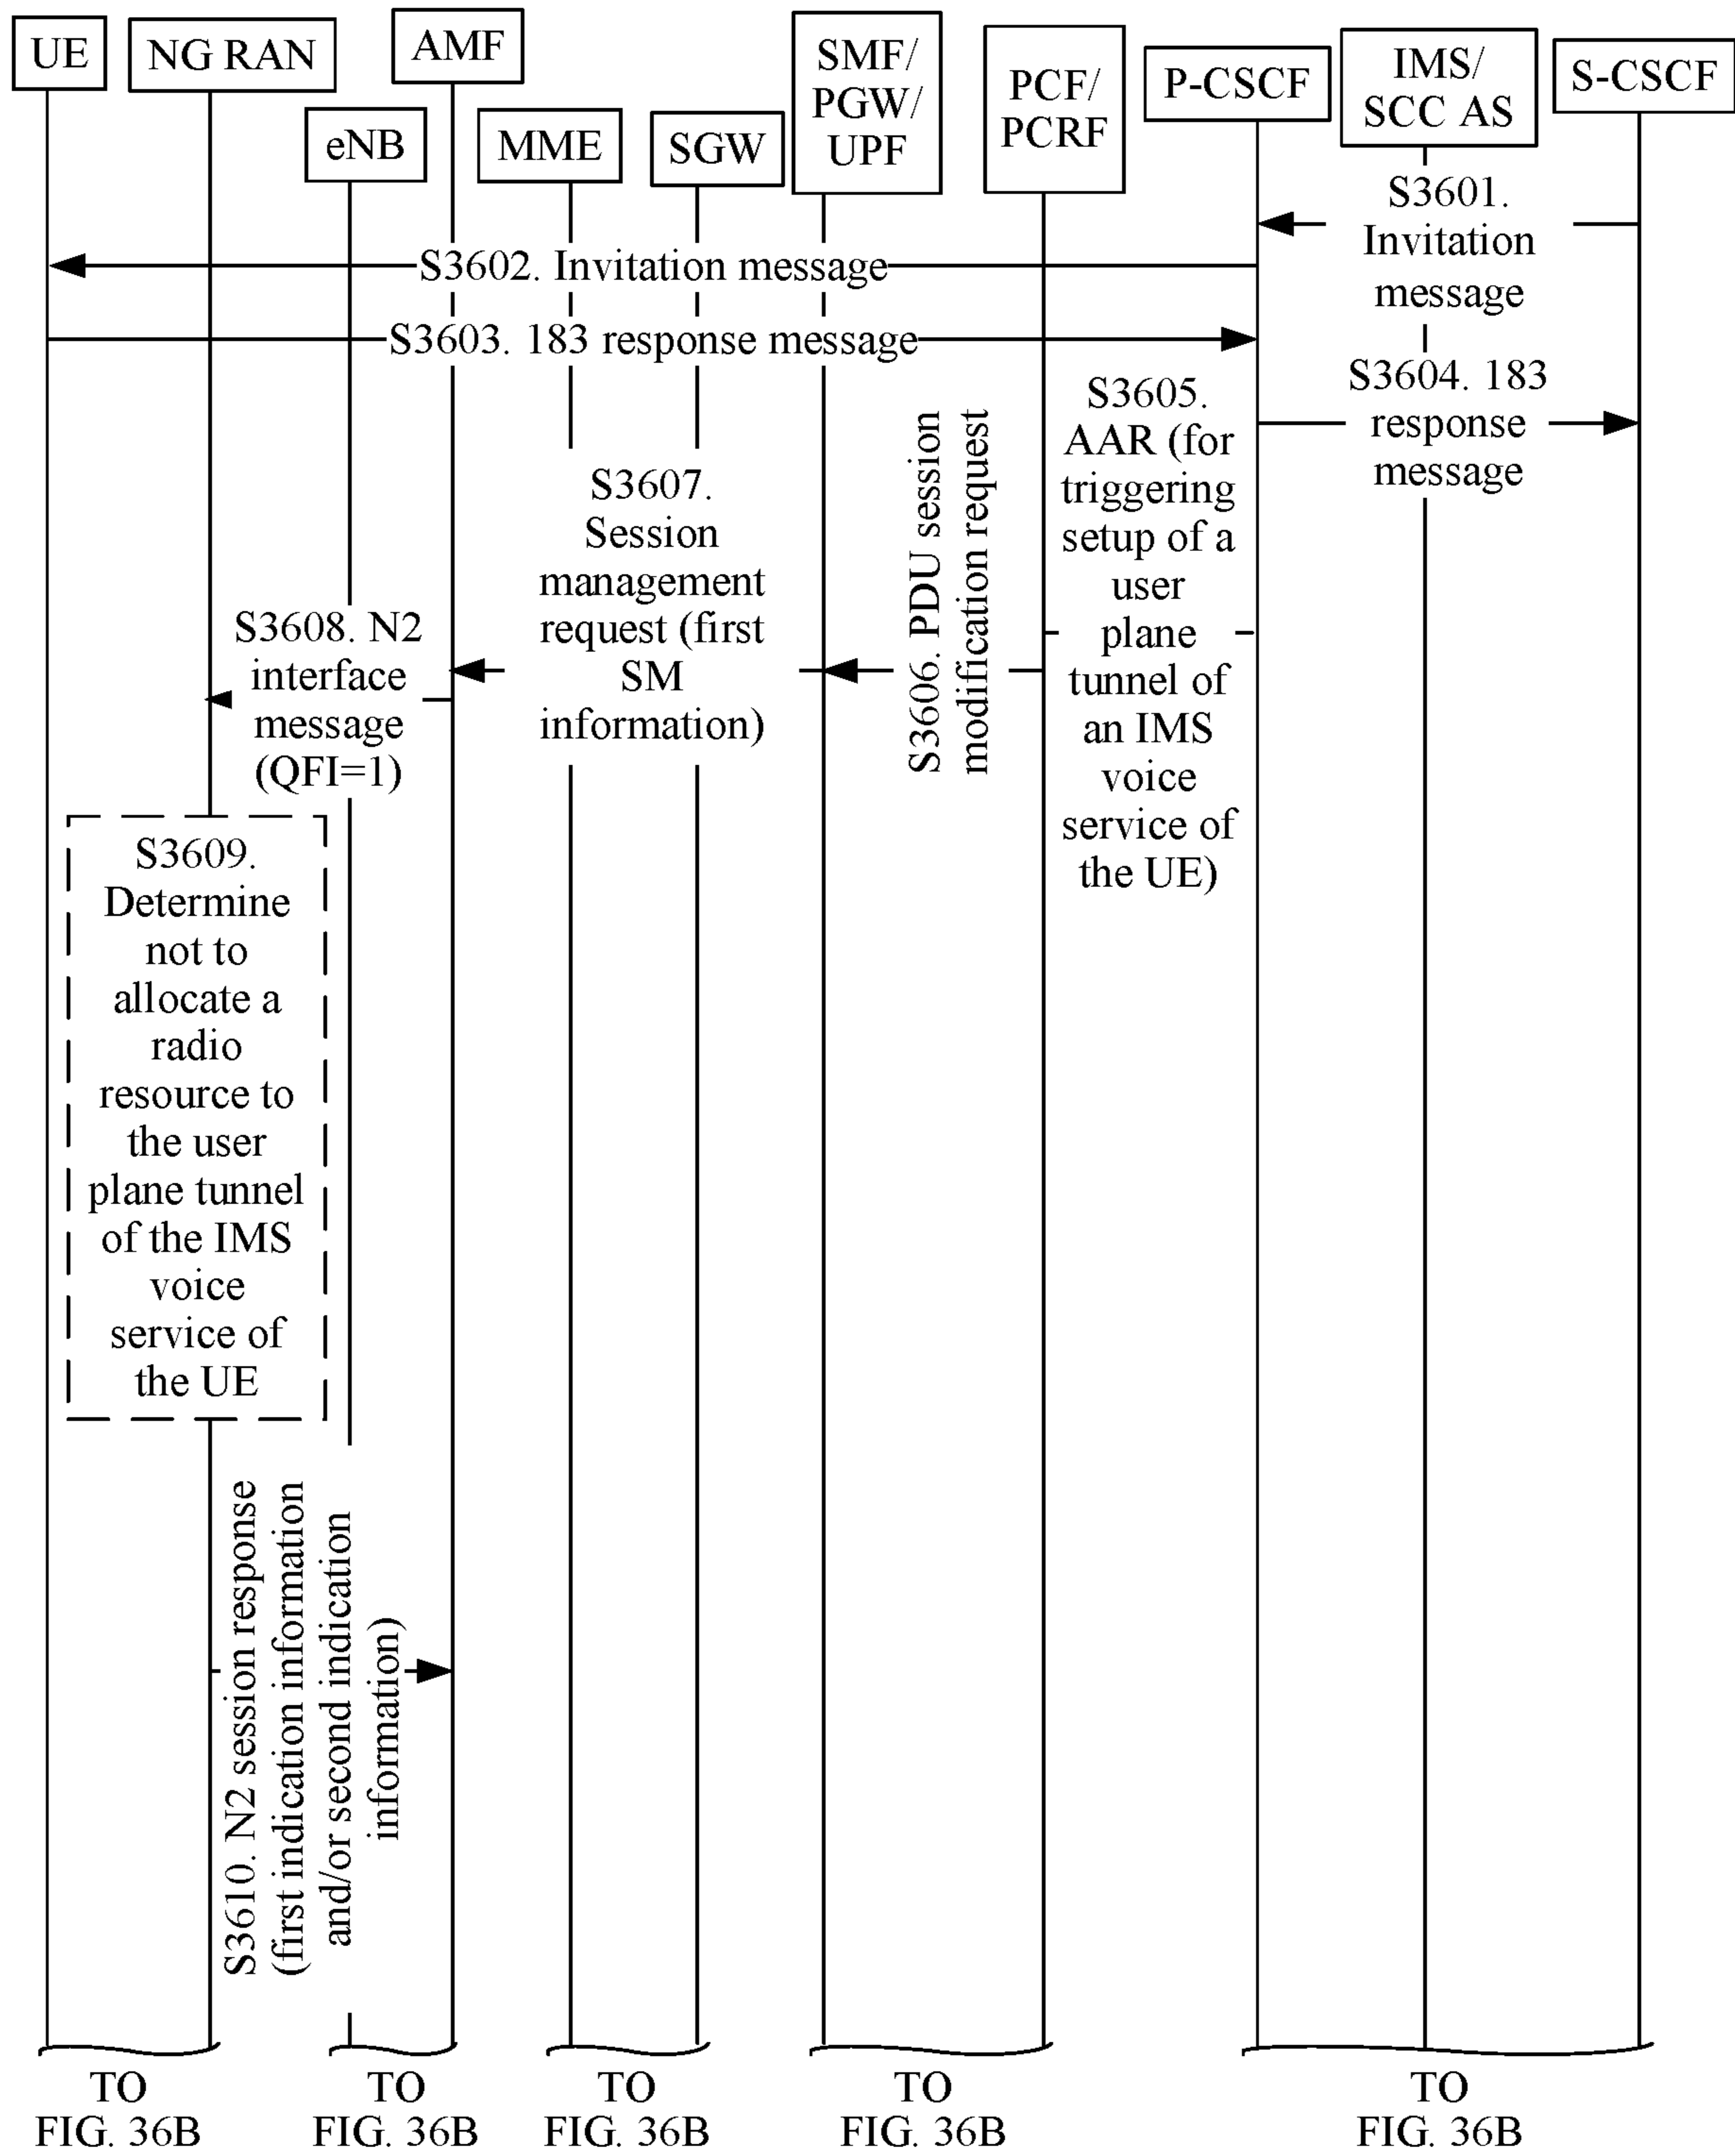 UE
NG RAN
AMF
eNB
MME
SGW
SMF/
PGW/
UPF
PCF/
PCRF
P-CSCF
IMS/
SCC AS
S-CSCF
S3601.
Invitation
message
S3602. Invitation message
S3603. 183 response message
S3604. 183
response
message
S3605.
AAR (for
triggering
setup of a
user
plane
tunnel of
an IMS
voice
service of
the UE)
S3606. PDU session
modification request
S3607.
Session
management
request (first
SM
information)
S3608. N2
interface
message
(QFI=1)
S3609.
Determine
not to
allocate a
radio
resource to
the user
plane tunnel
of the IMS
voice
service of
the UE
S3610. N2 session response
(first indication information
and/or second indication
information)
TO
FIG. 36B
TO
FIG. 36B
TO
FIG. 36B
TO
FIG. 36B
TO
FIG. 36B